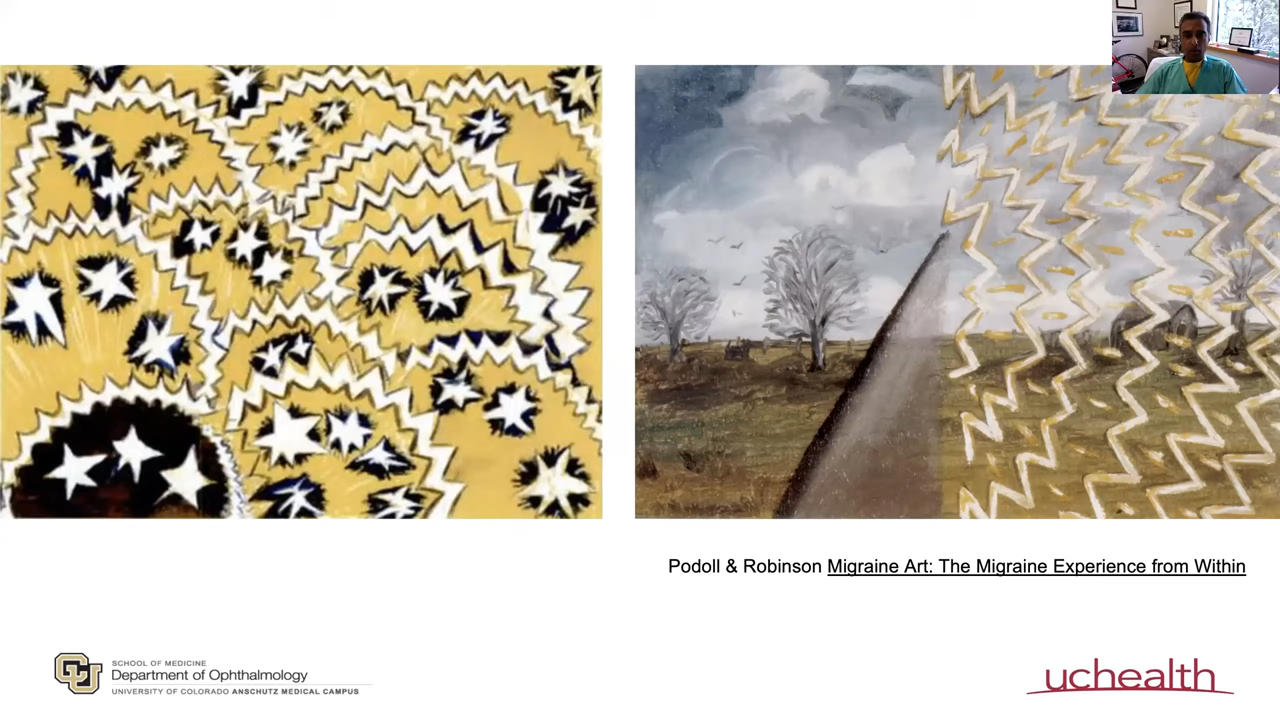 Podoll & Robinson Migraine Art: The Migraine Experience from Within
SCHOOL OF MEDICINE
Department of Ophthalmology
UNIVERSITY OF COLORADO ANSCHUTZ MEDICAL CAMPUS
uchealth